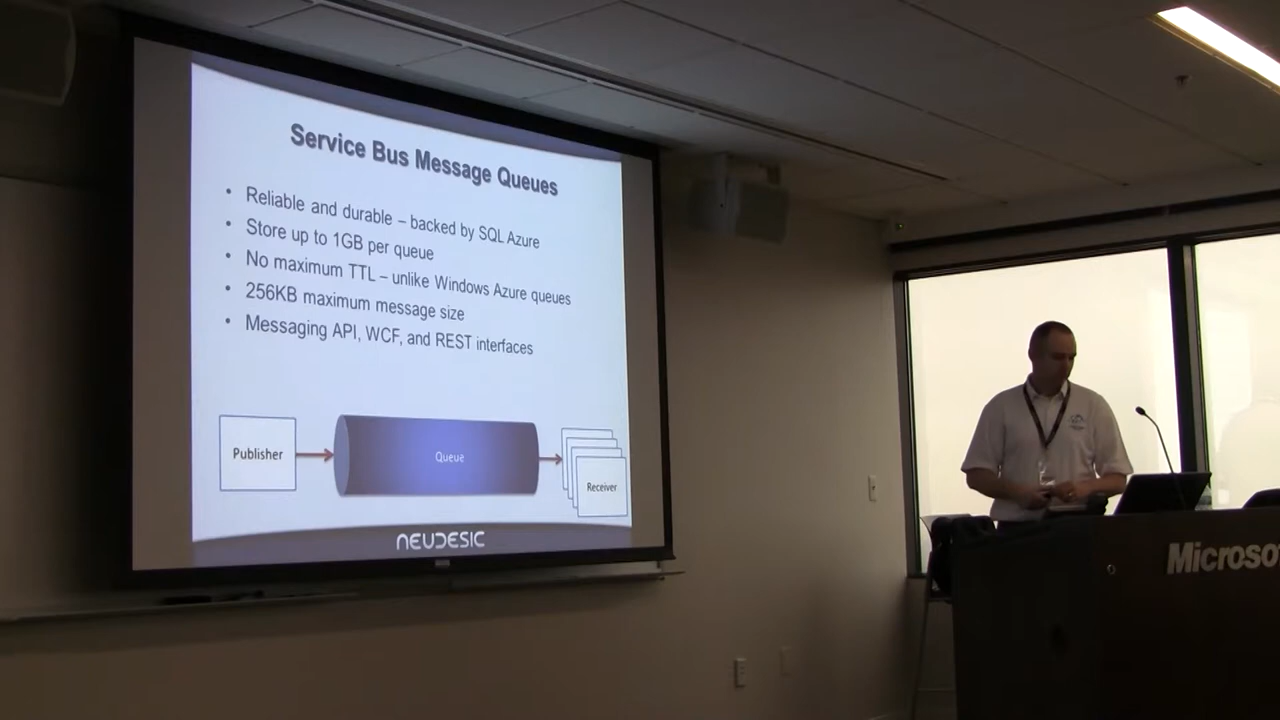 Service Bus Message Queues
• Reliable and durable – backed by SQL Azure
• Store up to 1GB per queue
• No maximum TTL – unlike Windows Azure queues
• 256KB maximum message size
• Messaging API, WCF, and REST interfaces
Publisher
Queue
Receiver
NEUDESIC
Microso